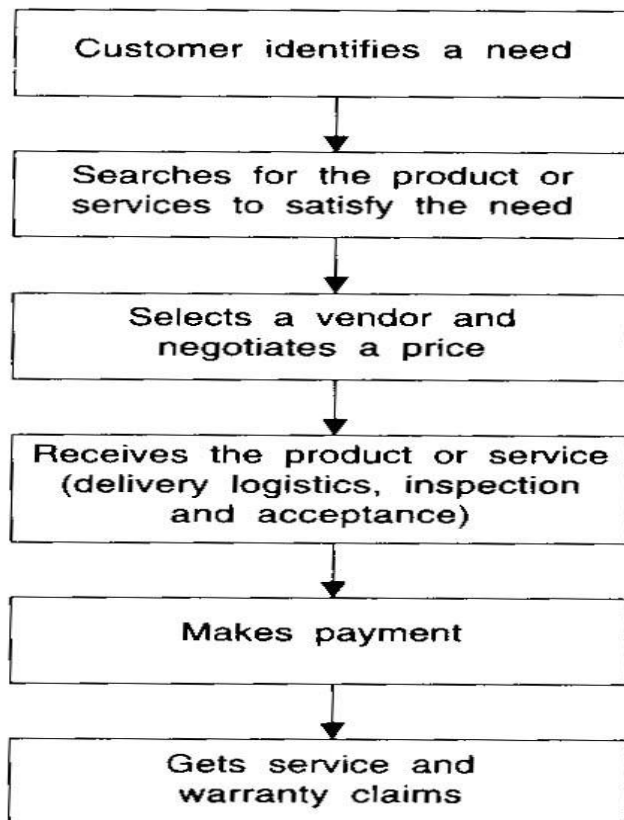 Customer identifies a need
Searches for the product or
services to satisfy the need
Selects a vendor and
negotiates a price
Receives the product or service
(delivery logistics, inspection
and acceptance)
Makes payment
Gets service and
warranty claims